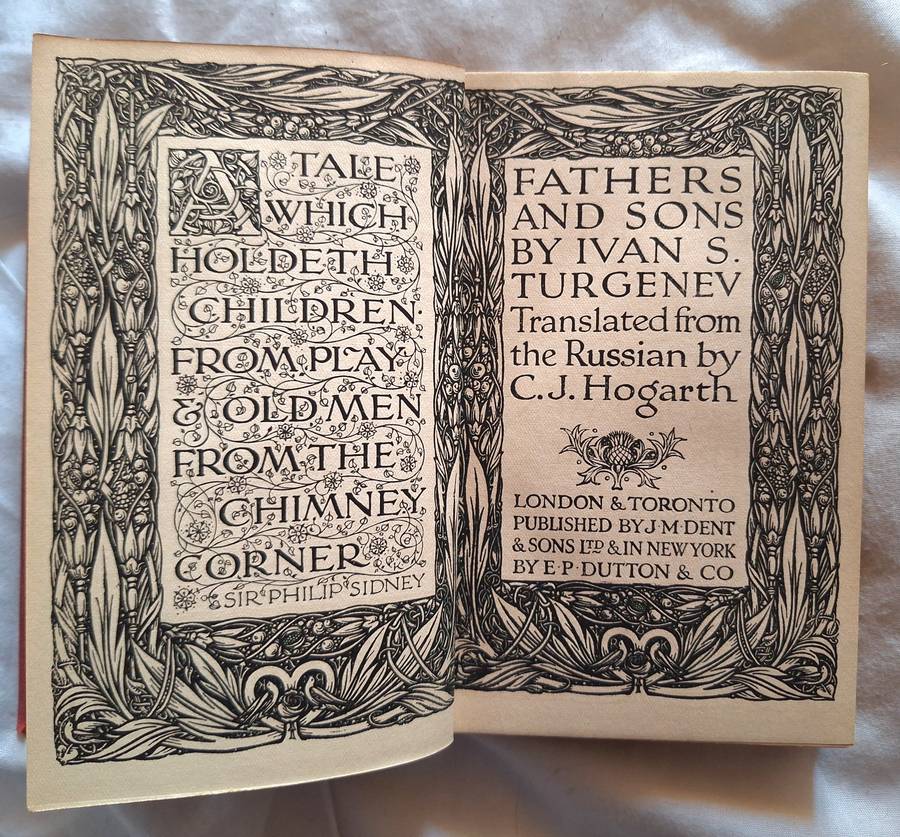 A TALE
WHICH
HOLDETH
CHILDREN
FROM PLAY
& OLD MEN
FROM THE
CHIMNEY
CORNER
SIR PHILIP SIDNEY
FATHERS
AND SONS
BY IVAN S.
TURGENEV
Translated from
the Russian by
C. J. Hogarth
LONDON & TORONTO
PUBLISHED BY J·M·DENT
& SONS LTD & IN NEW YORK
BY E·P·DUTTON & CO